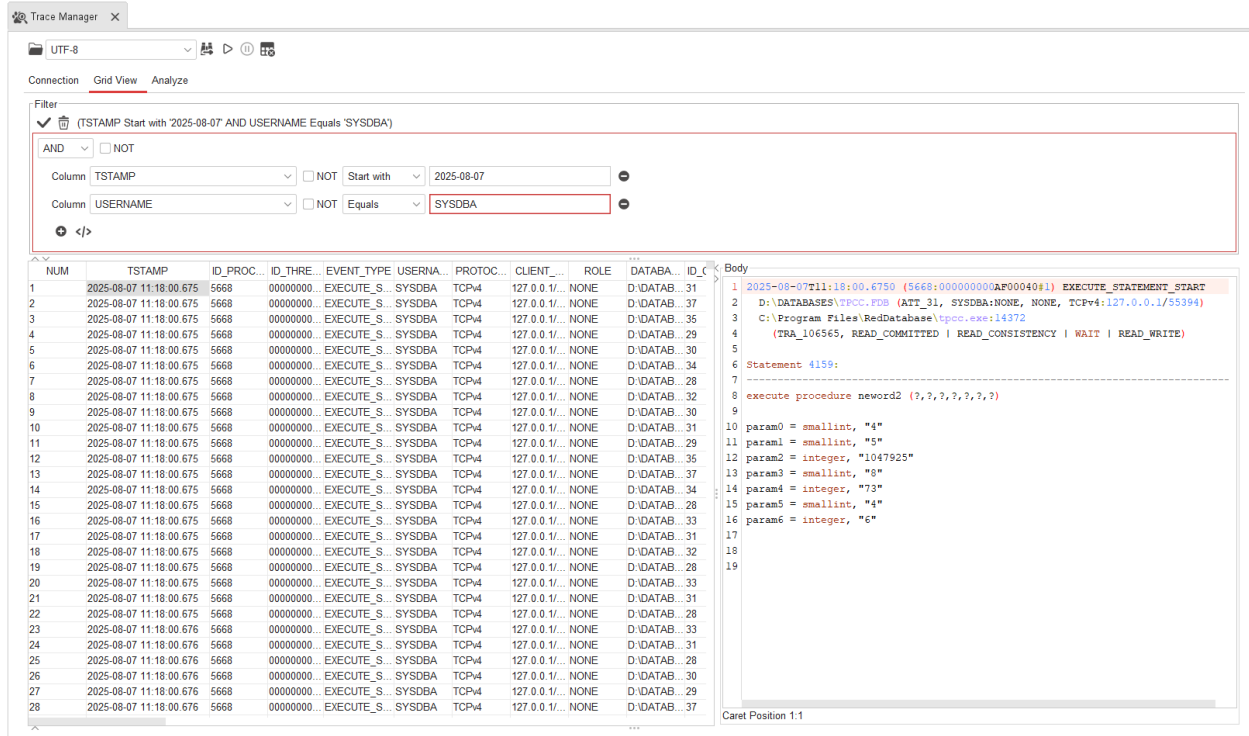 Trace Manager
UTF-8
Connection Grid View Analyze
Filter
(TSTAMP Start with '2025-08-07' AND USERNAME Equals 'SYSDBA')
AND NOT
Column TSTAMP NOT Start with 2025-08-07
Column USERNAME NOT Equals SYSDBA
</>
NUM TSTAMP ID_PROC... ID_THRE... EVENT_TYPE USERNA... PROTOC... CLIENT_... ROLE DATABA... ID_C
1 2025-08-07 11:18:00.675 5668 00000000... EXECUTE_S... SYSDBA TCPv4 127.0.0.1/... NONE D:\DATAB... 31
2 2025-08-07 11:18:00.675 5668 00000000... EXECUTE_S... SYSDBA TCPv4 127.0.0.1/... NONE D:\DATAB... 37
3 2025-08-07 11:18:00.675 5668 00000000... EXECUTE_S... SYSDBA TCPv4 127.0.0.1/... NONE D:\DATAB... 35
4 2025-08-07 11:18:00.675 5668 00000000... EXECUTE_S... SYSDBA TCPv4 127.0.0.1/... NONE D:\DATAB... 29
5 2025-08-07 11:18:00.675 5668 00000000... EXECUTE_S... SYSDBA TCPv4 127.0.0.1/... NONE D:\DATAB... 30
6 2025-08-07 11:18:00.675 5668 00000000... EXECUTE_S... SYSDBA TCPv4 127.0.0.1/... NONE D:\DATAB... 34
7 2025-08-07 11:18:00.675 5668 00000000... EXECUTE_S... SYSDBA TCPv4 127.0.0.1/... NONE D:\DATAB... 28
8 2025-08-07 11:18:00.675 5668 00000000... EXECUTE_S... SYSDBA TCPv4 127.0.0.1/... NONE D:\DATAB... 32
9 2025-08-07 11:18:00.675 5668 00000000... EXECUTE_S... SYSDBA TCPv4 127.0.0.1/... NONE D:\DATAB... 30
10 2025-08-07 11:18:00.675 5668 00000000... EXECUTE_S... SYSDBA TCPv4 127.0.0.1/... NONE D:\DATAB... 31
11 2025-08-07 11:18:00.675 5668 00000000... EXECUTE_S... SYSDBA TCPv4 127.0.0.1/... NONE D:\DATAB... 29
12 2025-08-07 11:18:00.675 5668 00000000... EXECUTE_S... SYSDBA TCPv4 127.0.0.1/... NONE D:\DATAB... 35
13 2025-08-07 11:18:00.675 5668 00000000... EXECUTE_S... SYSDBA TCPv4 127.0.0.1/... NONE D:\DATAB... 37
14 2025-08-07 11:18:00.675 5668 00000000... EXECUTE_S... SYSDBA TCPv4 127.0.0.1/... NONE D:\DATAB... 34
15 2025-08-07 11:18:00.675 5668 00000000... EXECUTE_S... SYSDBA TCPv4 127.0.0.1/... NONE D:\DATAB... 28
16 2025-08-07 11:18:00.675 5668 00000000... EXECUTE_S... SYSDBA TCPv4 127.0.0.1/... NONE D:\DATAB... 33
17 2025-08-07 11:18:00.675 5668 00000000... EXECUTE_S... SYSDBA TCPv4 127.0.0.1/... NONE D:\DATAB... 31
18 2025-08-07 11:18:00.675 5668 00000000... EXECUTE_S... SYSDBA TCPv4 127.0.0.1/... NONE D:\DATAB... 32
19 2025-08-07 11:18:00.675 5668 00000000... EXECUTE_S... SYSDBA TCPv4 127.0.0.1/... NONE D:\DATAB... 28
20 2025-08-07 11:18:00.675 5668 00000000... EXECUTE_S... SYSDBA TCPv4 127.0.0.1/... NONE D:\DATAB... 33
21 2025-08-07 11:18:00.675 5668 00000000... EXECUTE_S... SYSDBA TCPv4 127.0.0.1/... NONE D:\DATAB... 31
22 2025-08-07 11:18:00.675 5668 00000000... EXECUTE_S... SYSDBA TCPv4 127.0.0.1/... NONE D:\DATAB... 28
23 2025-08-07 11:18:00.676 5668 00000000... EXECUTE_S... SYSDBA TCPv4 127.0.0.1/... NONE D:\DATAB... 33
24 2025-08-07 11:18:00.676 5668 00000000... EXECUTE_S... SYSDBA TCPv4 127.0.0.1/... NONE D:\DATAB... 31
25 2025-08-07 11:18:00.676 5668 00000000... EXECUTE_S... SYSDBA TCPv4 127.0.0.1/... NONE D:\DATAB... 28
26 2025-08-07 11:18:00.676 5668 00000000... EXECUTE_S... SYSDBA TCPv4 127.0.0.1/... NONE D:\DATAB... 30
27 2025-08-07 11:18:00.676 5668 00000000... EXECUTE_S... SYSDBA TCPv4 127.0.0.1/... NONE D:\DATAB... 29
28 2025-08-07 11:18:00.676 5668 00000000... EXECUTE_S... SYSDBA TCPv4 127.0.0.1/... NONE D:\DATAB... 37
Body
1 2025-08-07T11:18:00.6750 (5668:000000000AF00040#1) EXECUTE_STATEMENT_START
2 D:\DATABASES\TPCC.FDB (ATT_31, SYSDBA:NONE, NONE, TCPv4:127.0.0.1/55394)
3 C:\Program Files\RedDatabase\tpcc.exe:14372
4 (TRA_106565, READ_COMMITTED | READ_CONSISTENCY | WAIT | READ_WRITE)
5
6 Statement 4159:
7 -------------------------------------------------------------------------------
8 execute procedure neword2 (?,?,?,?,?,?,?)
9
10 param0 = smallint, "4"
11 param1 = smallint, "5"
12 param2 = integer, "1047925"
13 param3 = smallint, "8"
14 param4 = integer, "73"
15 param5 = smallint, "4"
16 param6 = integer, "6"
17
18
19
Caret Position 1:1